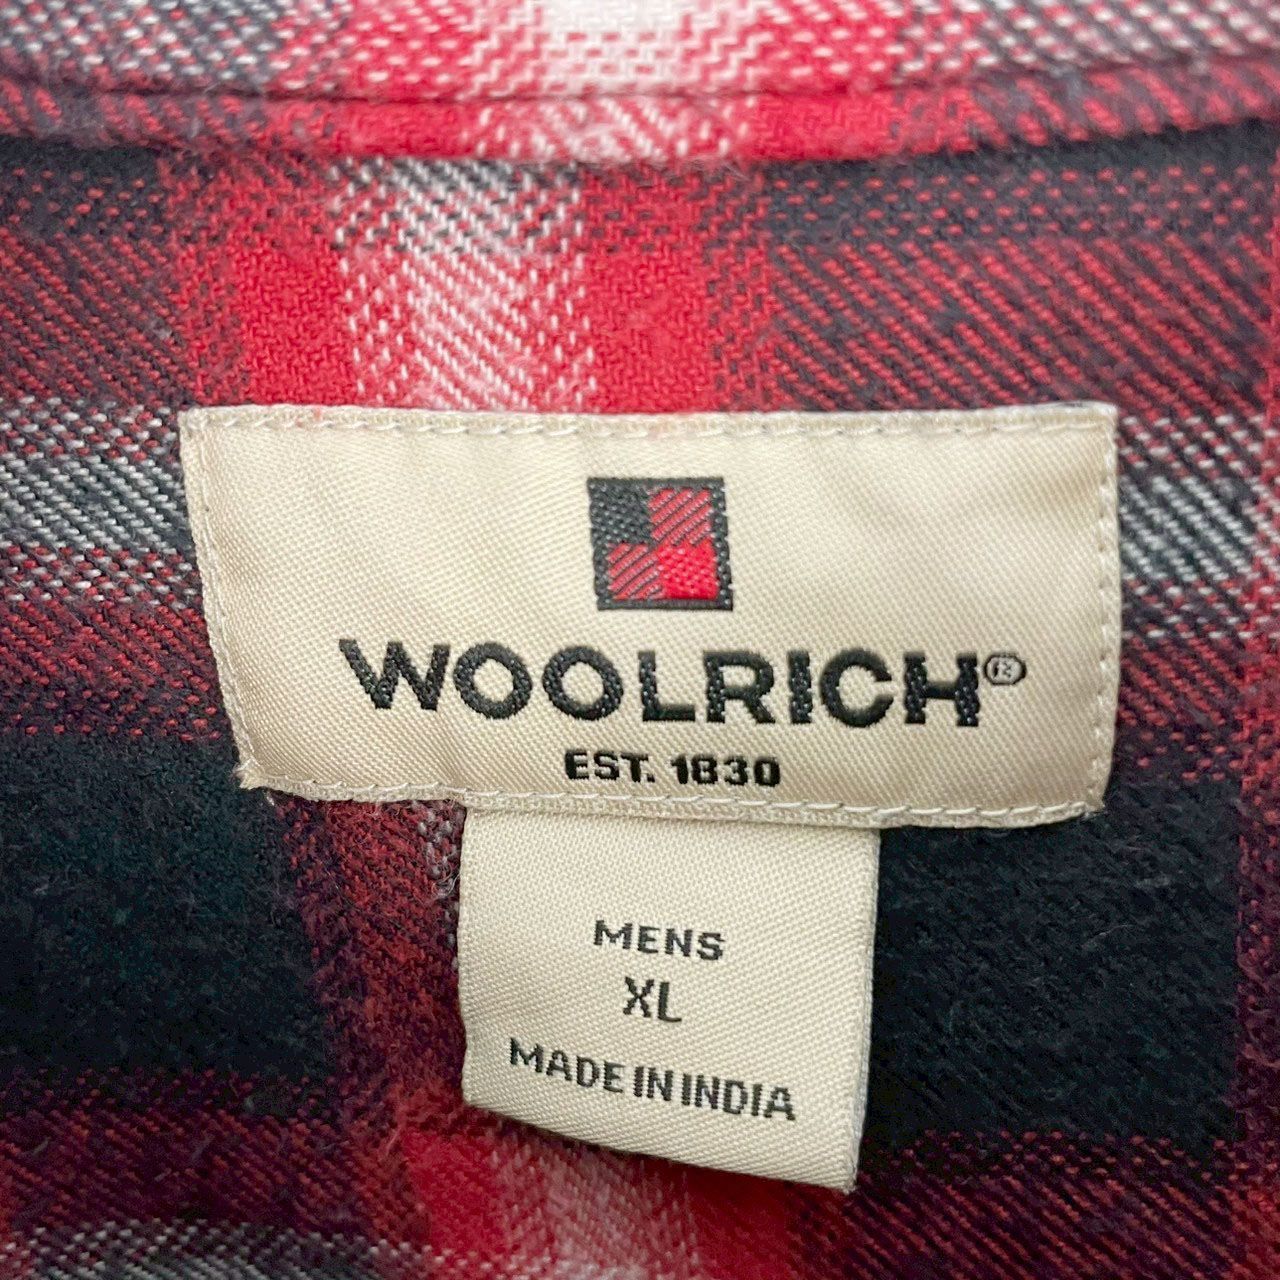 WOOLRICH®
EST. 1830
MENS
XL
MADE IN INDIA